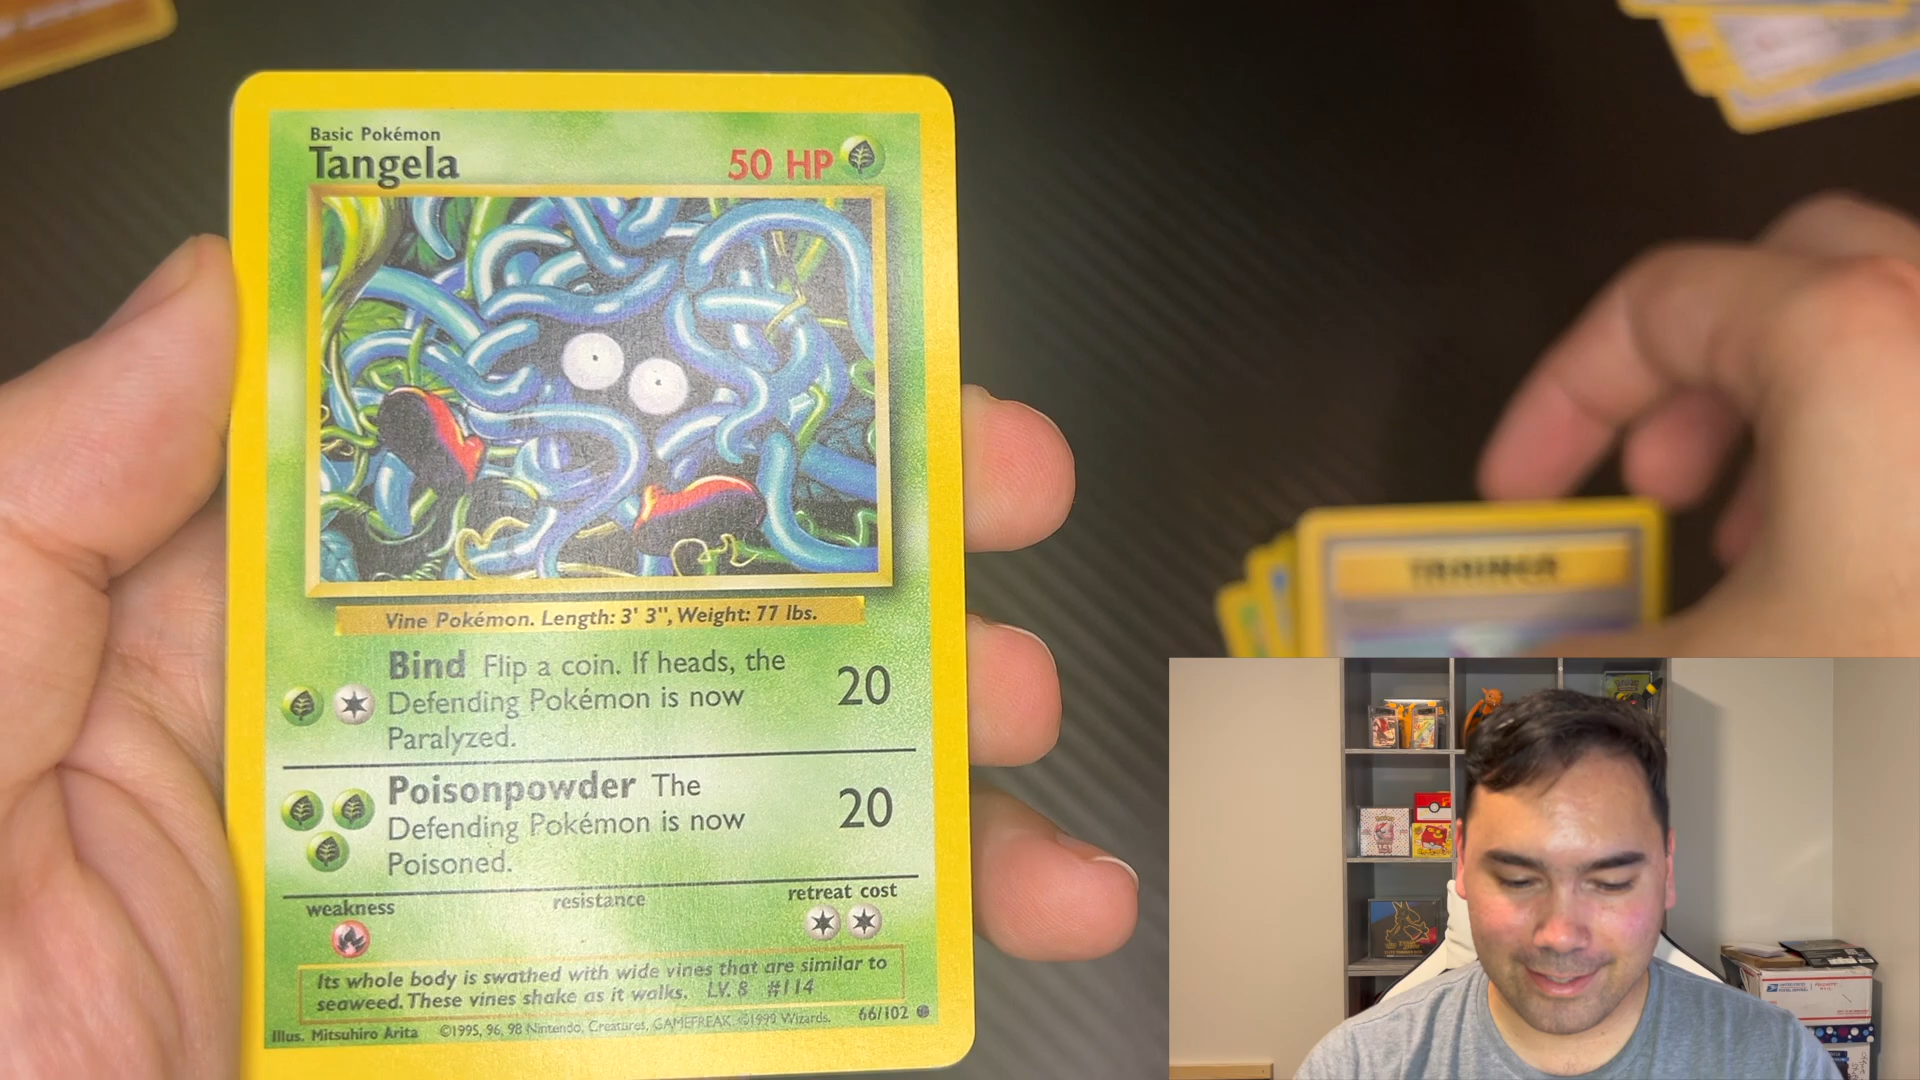 Basic Pokémon
Tangela
50 HP
Vine Pokémon. Length: 3' 3", Weight: 77 lbs.
Bind Flip a coin. If heads, the
Defending Pokémon is now
Paralyzed.
20
Poisonpowder The
Defending Pokémon is now
Poisoned.
20
weakness
resistance
retreat cost
Its whole body is swathed with wide vines that are similar to
seaweed. These vines shake as it walks. LV. 8 #114
Illus. Mitsuhiro Arita ©1995, 96, 98 Nintendo, Creatures, GAMEFREAK. ©1999 Wizards. 66/102
TRAINER